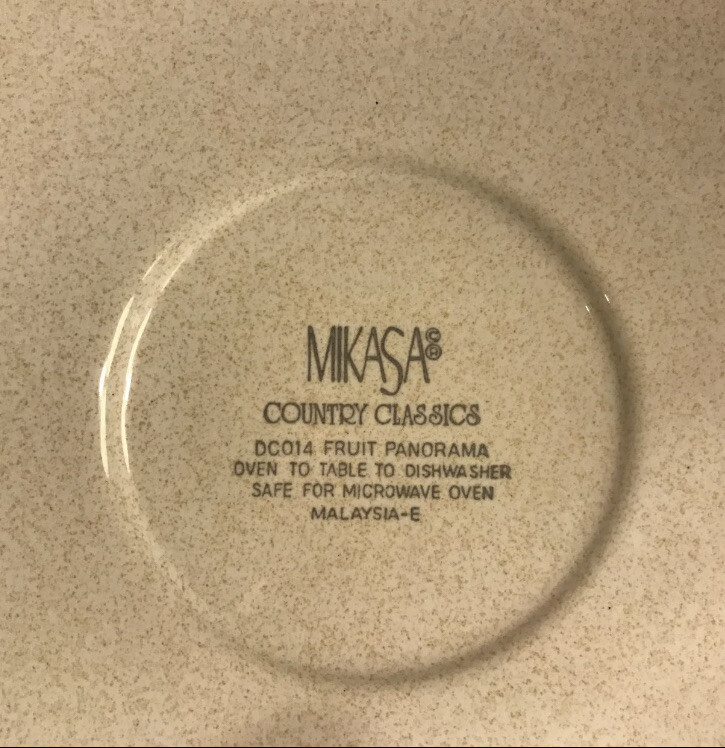 MIKASA©®
COUNTRY CLASSICS
DC014 FRUIT PANORAMA
OVEN TO TABLE TO DISHWASHER
SAFE FOR MICROWAVE OVEN
MALAYSIA-E